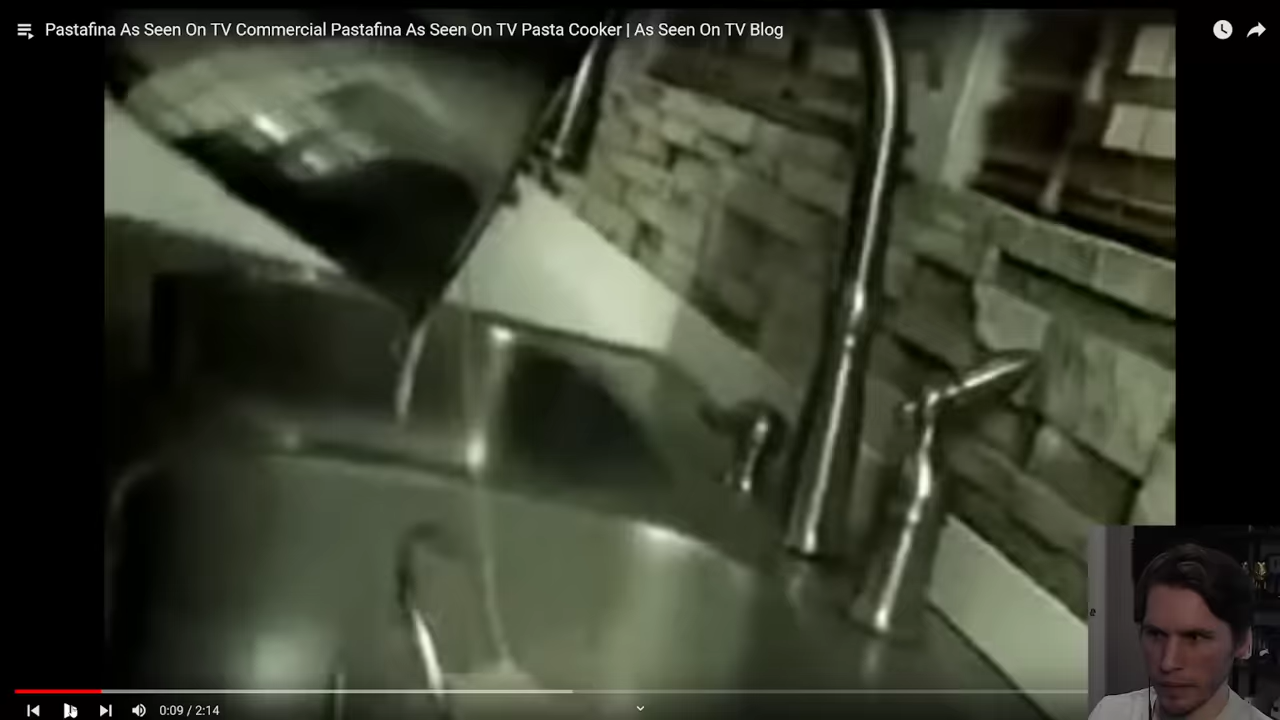 Pastafina As Seen On TV Commercial Pastafina As Seen On TV Pasta Cooker | As Seen On TV Blog
0:09 / 2:14